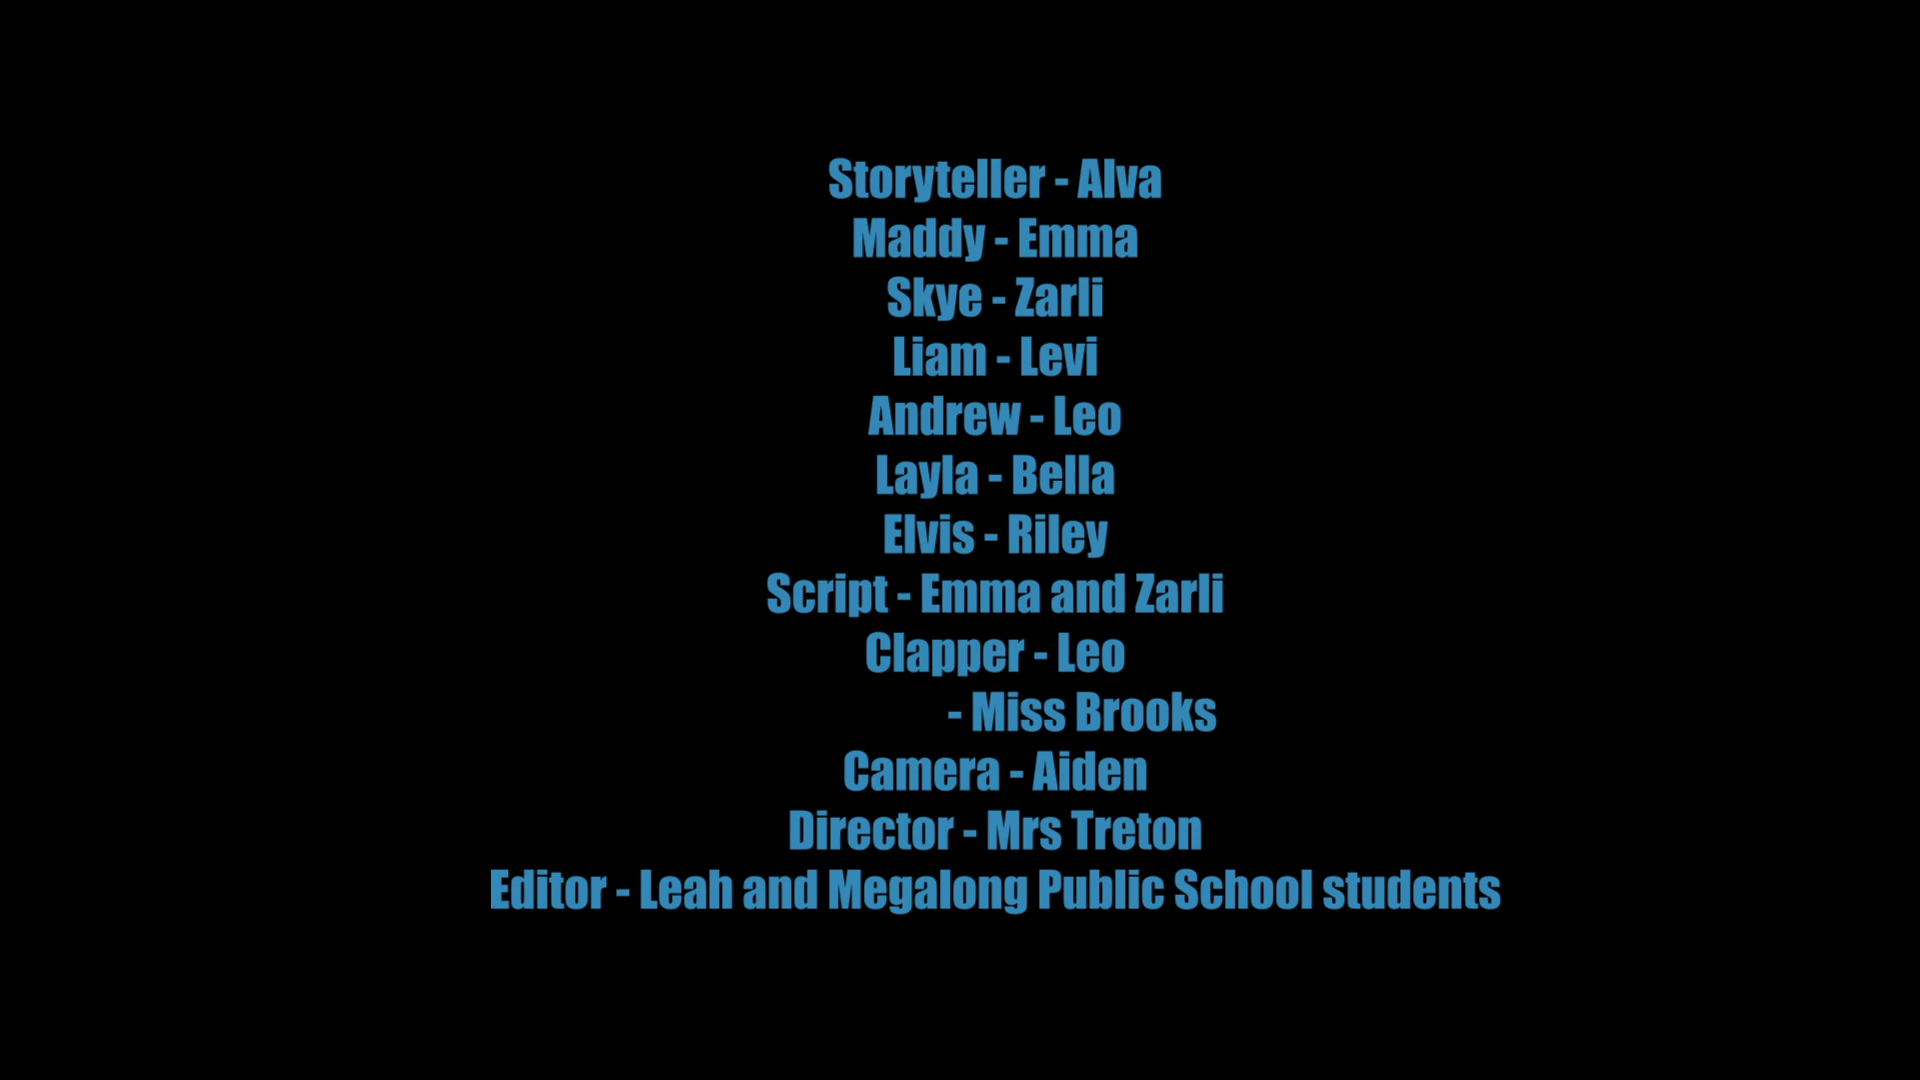 Storyteller - Alva
Maddy - Emma
Skye - Zarli
Liam - Levi
Andrew - Leo
Layla - Bella
Elvis - Riley
Script - Emma and Zarli
Clapper - Leo
- Miss Brooks
Camera - Aiden
Director - Mrs Treton
Editor - Leah and Megalong Public School students